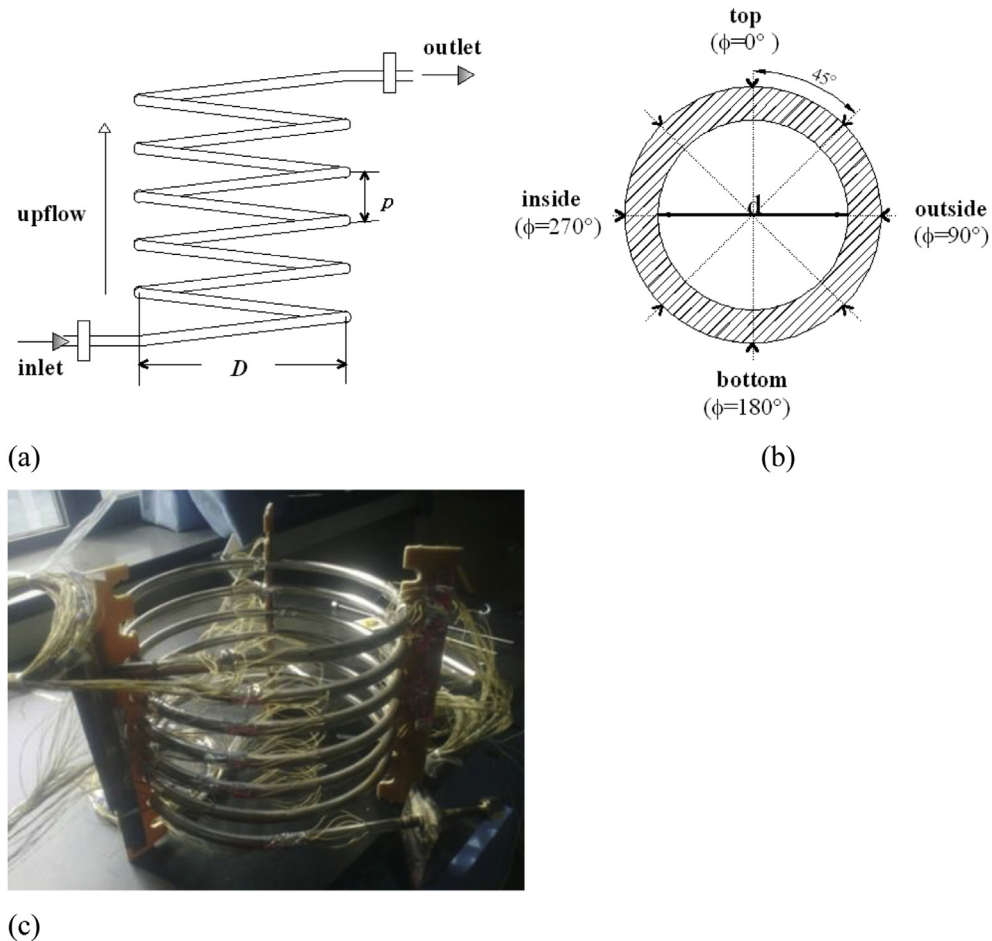 outlet
upflow
p
inlet
D
(a)
top
(ϕ=0° )
45°
inside
(ϕ=270°)
d
outside
(ϕ=90°)
bottom
(ϕ=180°)
(b)
(c)